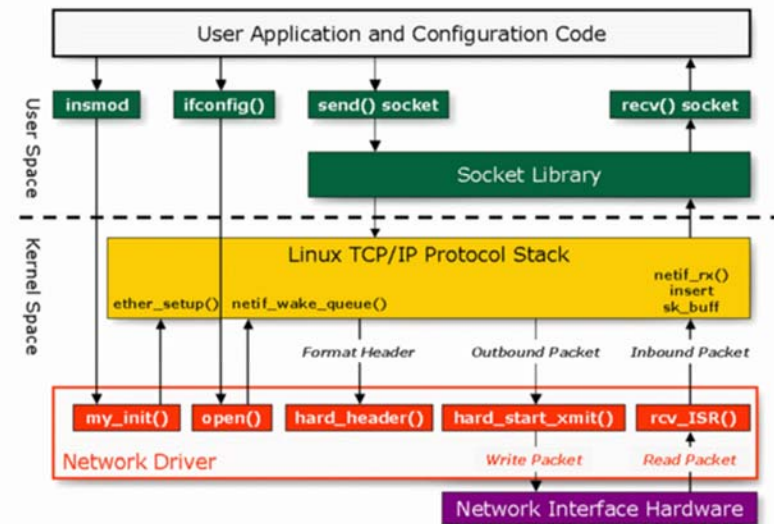 User Application and Configuration Code
insmod
ifconfig()
send() socket
recv() socket
User Space
Socket Library
Kernel Space
Linux TCP/IP Protocol Stack
ether_setup()
netif_wake_queue()
netif_rx()
insert
sk_buff
Format Header
Outbound Packet
Inbound Packet
my_init()
open()
hard_header()
hard_start_xmit()
rcv_ISR()
Network Driver
Write Packet
Read Packet
Network Interface Hardware